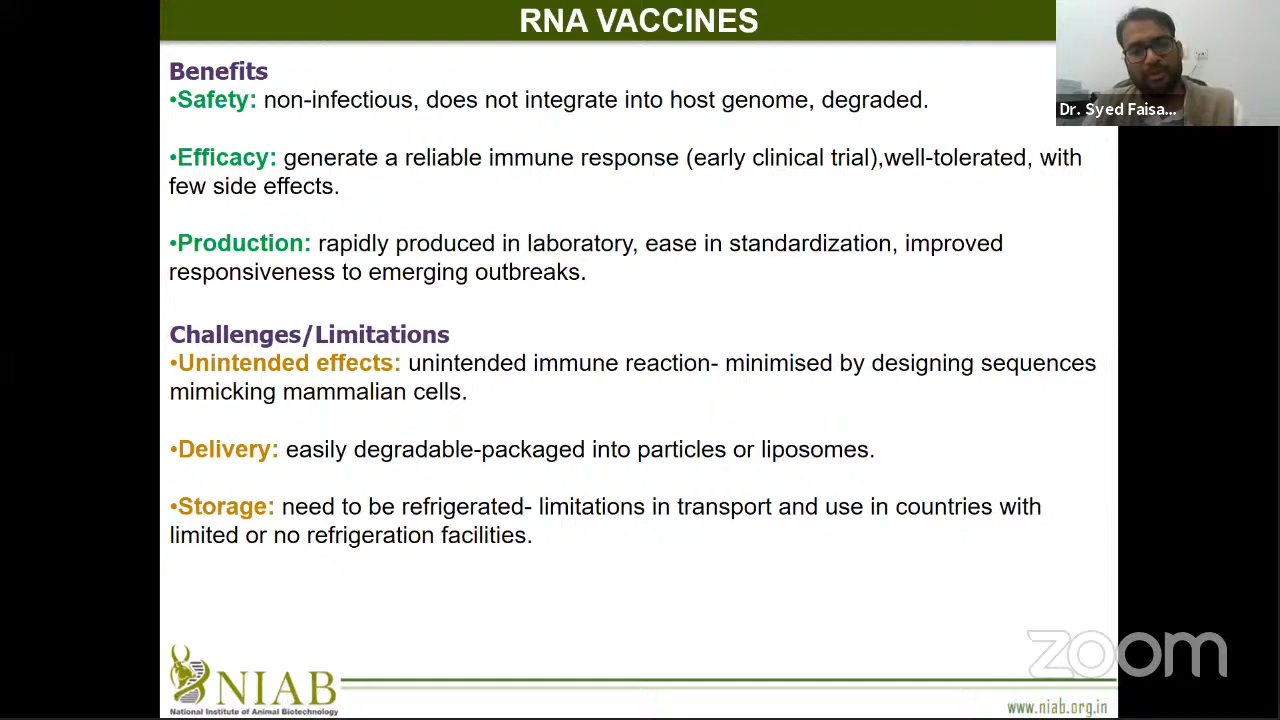 RNA VACCINES
Benefits
•Safety: non-infectious, does not integrate into host genome, degraded.
•Efficacy: generate a reliable immune response (early clinical trial),well-tolerated, with
few side effects.
•Production: rapidly produced in laboratory, ease in standardization, improved
responsiveness to emerging outbreaks.
Challenges/Limitations
•Unintended effects: unintended immune reaction- minimised by designing sequences
mimicking mammalian cells.
•Delivery: easily degradable-packaged into particles or liposomes.
•Storage: need to be refrigerated- limitations in transport and use in countries with
limited or no refrigeration facilities.
Dr. Syed Faisa...
NIAB
National Institute of Animal Biotechnology
zoom
www.niab.org.in